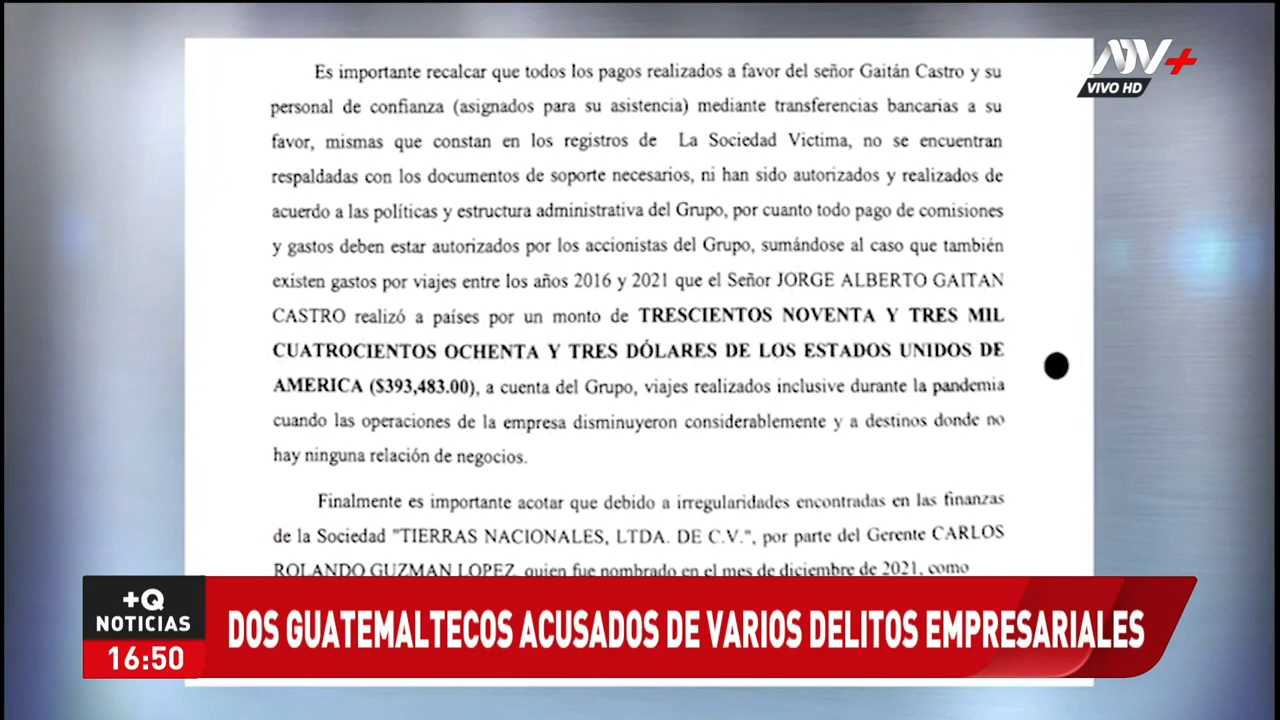 ATV+
VIVO HD
Es importante recalcar que todos los pagos realizados a favor del señor Gaitán Castro y su
personal de confianza (asignados para su asistencia) mediante transferencias bancarias a su
favor, mismas que constan en los registros de La Sociedad Victima, no se encuentran
respaldadas con los documentos de soporte necesarios, ni han sido autorizados y realizados de
acuerdo a las políticas y estructura administrativa del Grupo, por cuanto todo pago de comisiones
y gastos deben estar autorizados por los accionistas del Grupo, sumándose al caso que también
existen gastos por viajes entre los años 2016 y 2021 que el Señor JORGE ALBERTO GAITAN
CASTRO realizó a países por un monto de TRESCIENTOS NOVENTA Y TRES MIL
CUATROCIENTOS OCHENTA Y TRES DÓLARES DE LOS ESTADOS UNIDOS DE
AMERICA ($393,483.00), a cuenta del Grupo, viajes realizados inclusive durante la pandemia
cuando las operaciones de la empresa disminuyeron considerablemente y a destinos donde no
hay ninguna relación de negocios.
Finalmente es importante acotar que debido a irregularidades encontradas en las finanzas
de la Sociedad "TIERRAS NACIONALES, LTDA. DE C.V.", por parte del Gerente CARLOS
ROLANDO GUZMAN LOPEZ, quien fue nombrado en el mes de diciembre de 2021, como
+Q
NOTICIAS
16:50
DOS GUATEMALTECOS ACUSADOS DE VARIOS DELITOS EMPRESARIALES